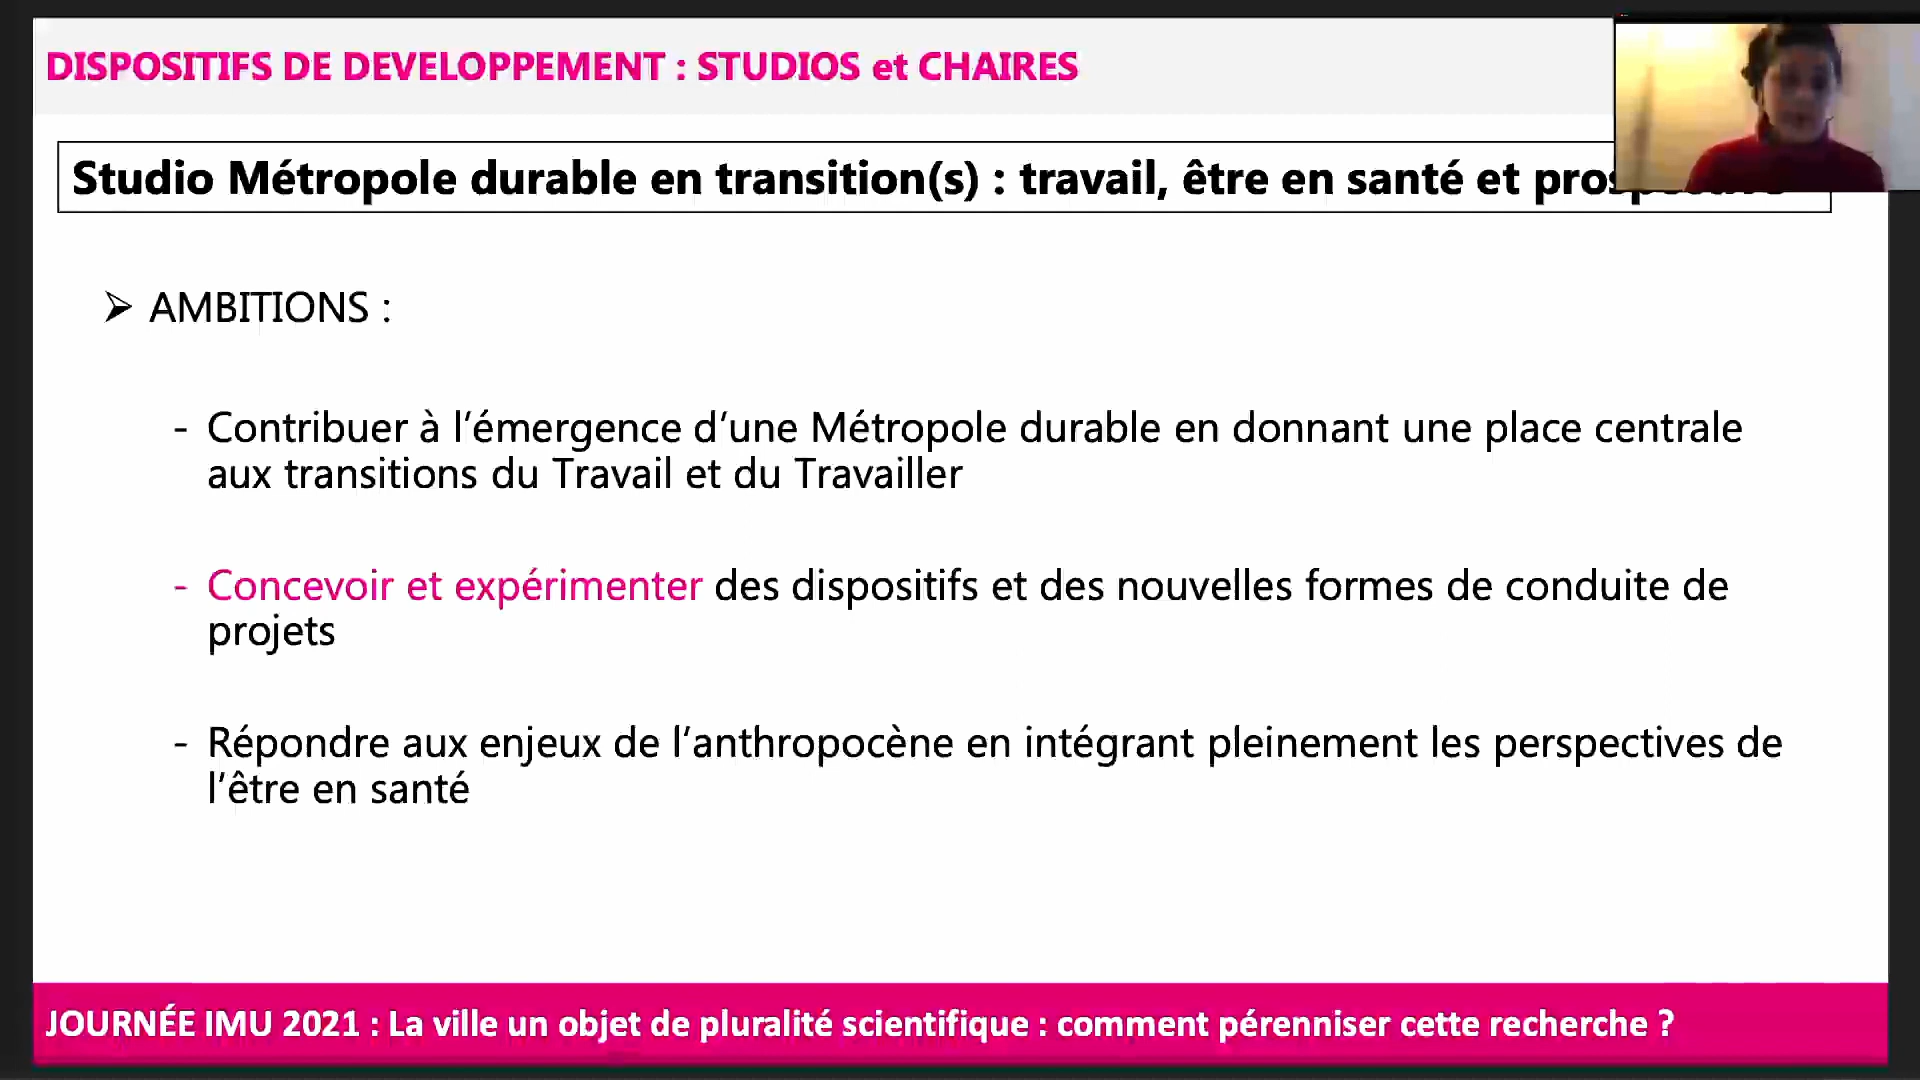 DISPOSITIFS DE DEVELOPPEMENT : STUDIOS et CHAIRES
Studio Métropole durable en transition(s) : travail, être en santé et
➢ AMBITIONS :
- Contribuer à l’émergence d’une Métropole durable en donnant une place centrale
aux transitions du Travail et du Travailler
- Concevoir et expérimenter des dispositifs et des nouvelles formes de conduite de
projets
- Répondre aux enjeux de l’anthropocène en intégrant pleinement les perspectives de
l’être en santé
JOURNÉE IMU 2021 : La ville un objet de pluralité scientifique : comment pérenniser cette recherche ?